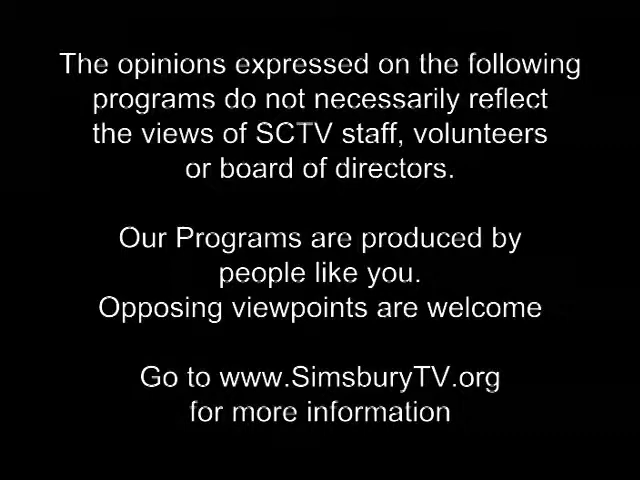 The opinions expressed on the following
programs do not necessarily reflect
the views of SCTV staff, volunteers
or board of directors.
Our Programs are produced by
people like you.
Opposing viewpoints are welcome
Go to www.SimsburyTV.org
for more information